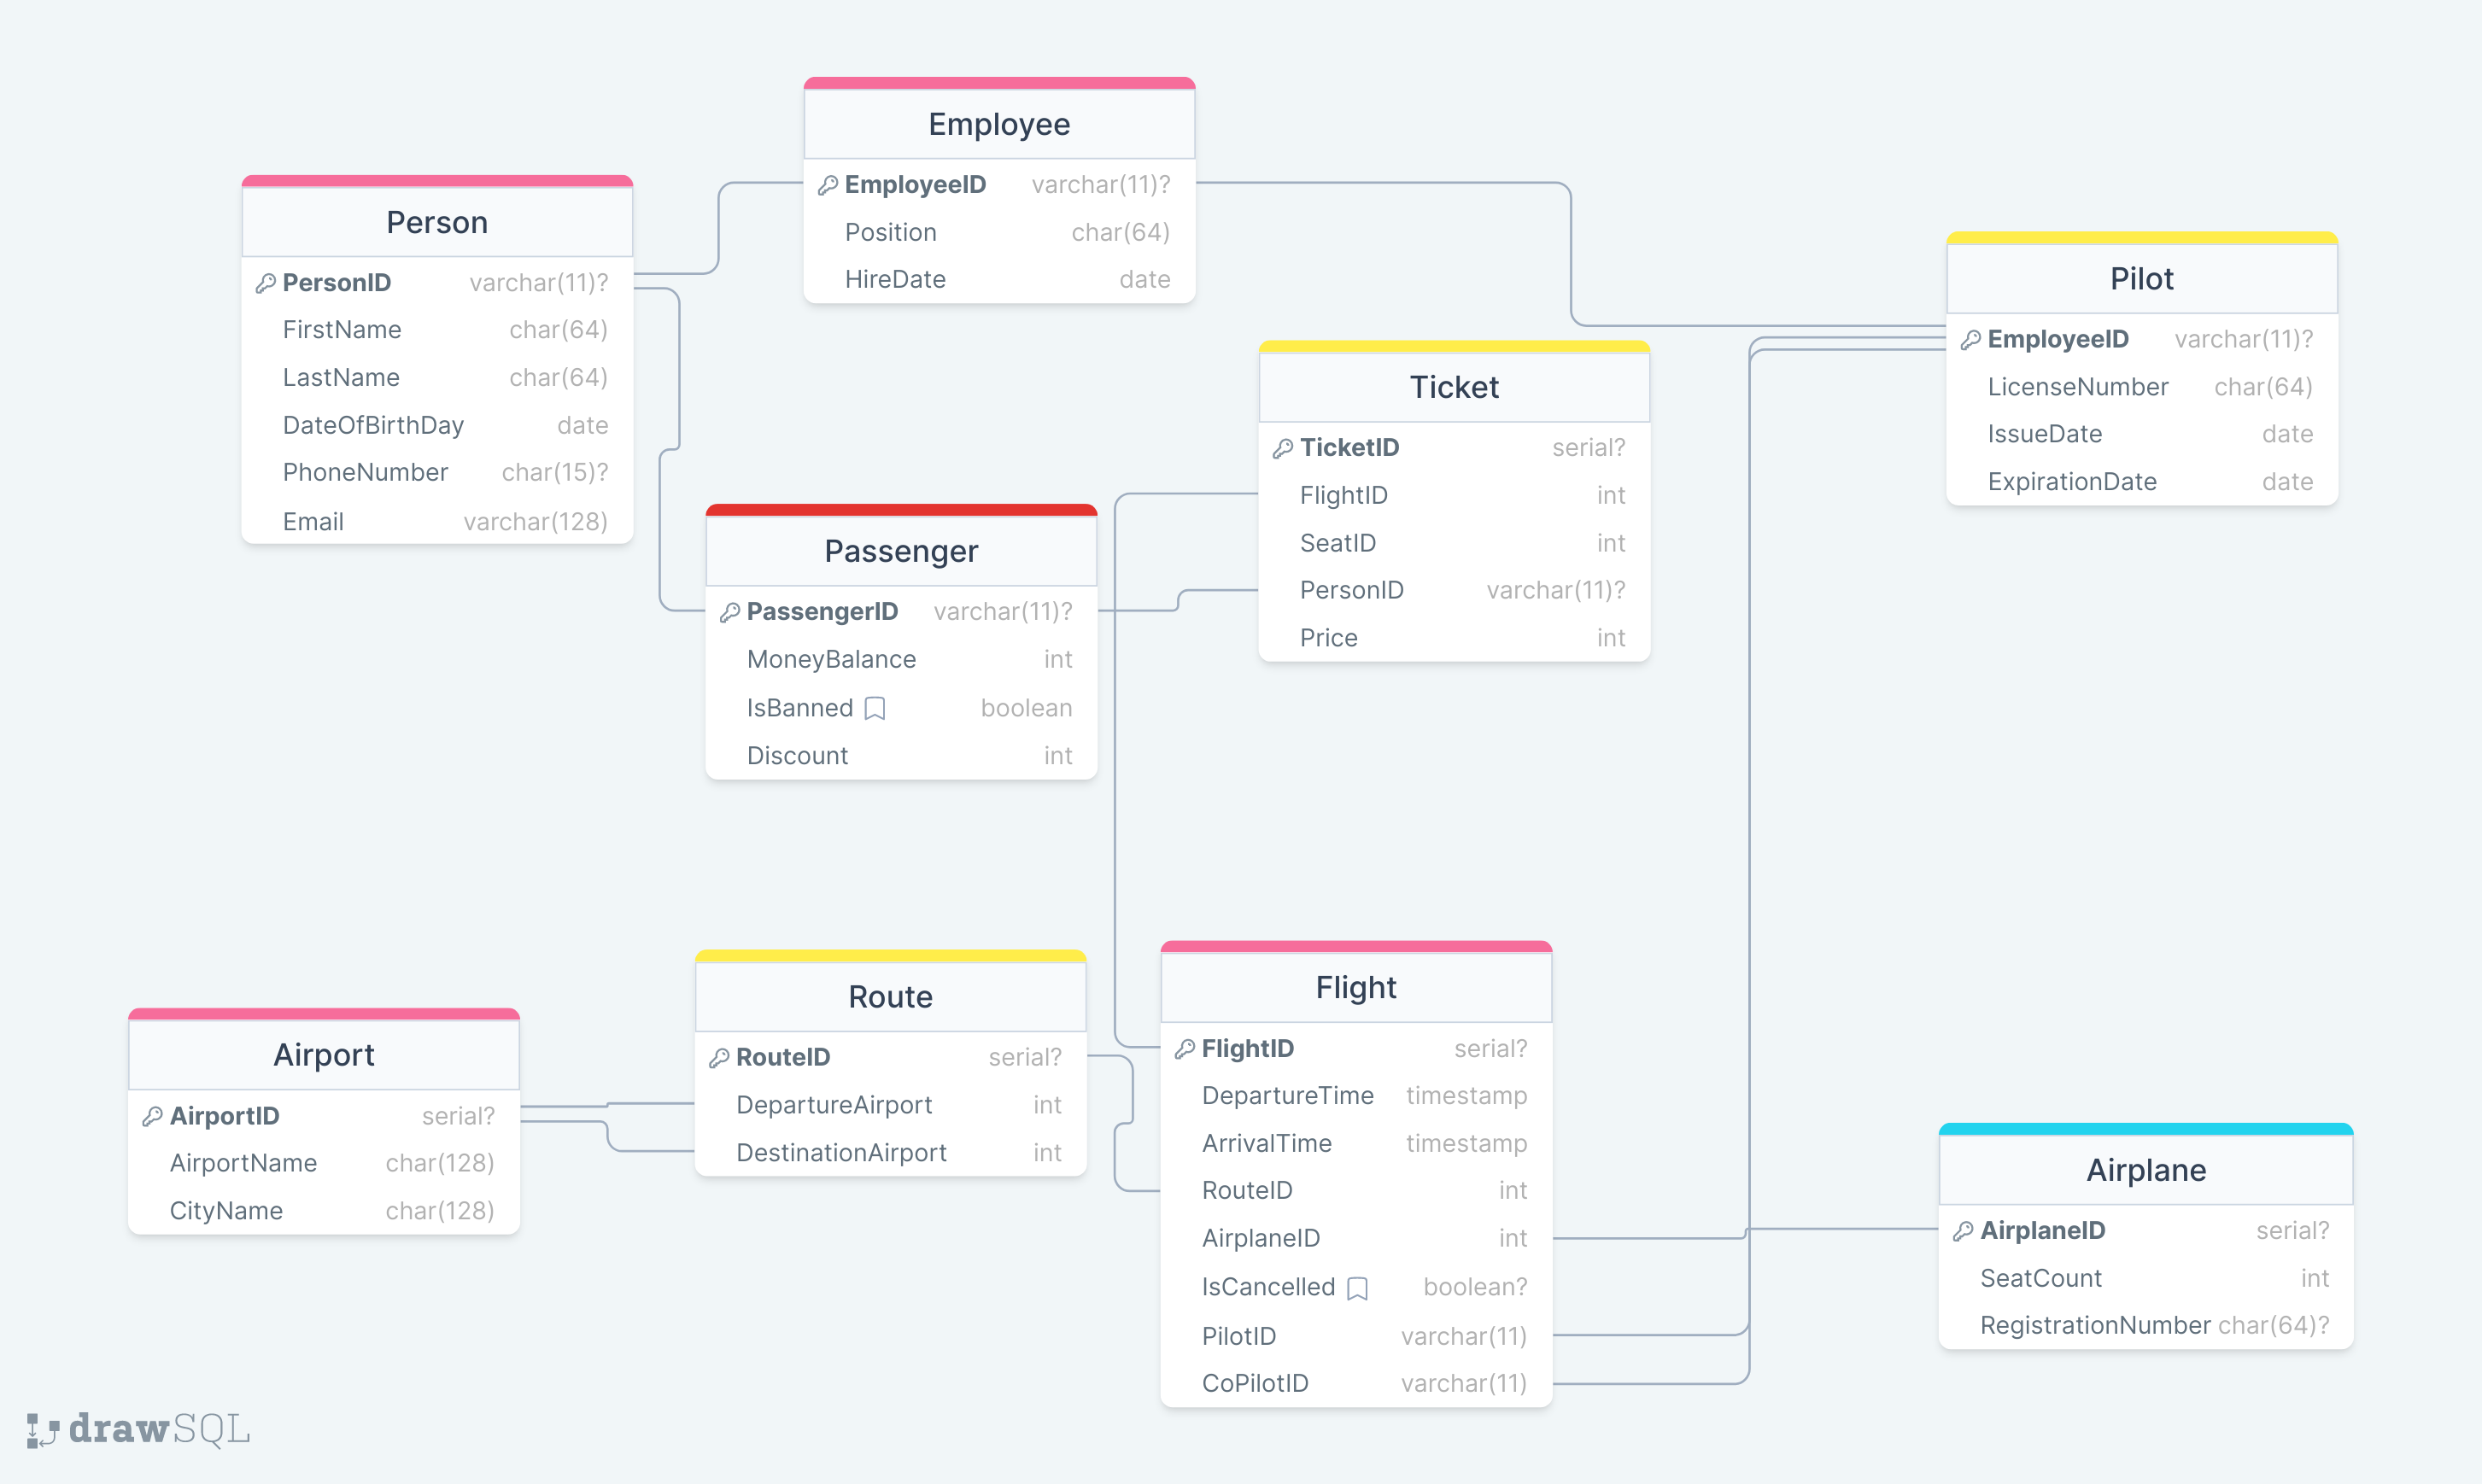 Employee
EmployeeID varchar(11)?
Position char(64)
HireDate date
Person
PersonID varchar(11)?
FirstName char(64)
LastName char(64)
DateOfBirthDay date
PhoneNumber char(15)?
Email varchar(128)
Pilot
EmployeeID varchar(11)?
LicenseNumber char(64)
IssueDate date
ExpirationDate date
Ticket
TicketID serial?
FlightID int
SeatID int
PersonID varchar(11)?
Price int
Passenger
PassengerID varchar(11)?
MoneyBalance int
IsBanned boolean
Discount int
Airport
AirportID serial?
AirportName char(128)
CityName char(128)
Route
RouteID serial?
DepartureAirport int
DestinationAirport int
Flight
FlightID serial?
DepartureTime timestamp
ArrivalTime timestamp
RouteID int
AirplaneID int
IsCancelled boolean?
PilotID varchar(11)
CoPilotID varchar(11)
Airplane
AirplaneID serial?
SeatCount int
RegistrationNumber char(64)?
drawSQL